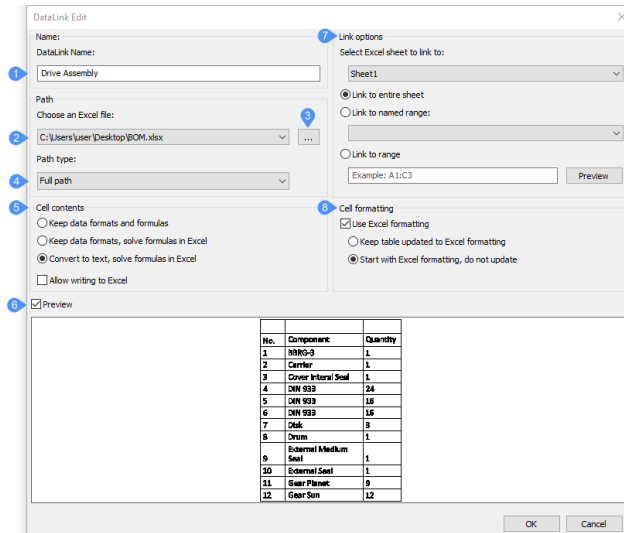 DataLink Edit
Name:
DataLink Name:
1
Drive Assembly
Path
Choose an Excel file:
3
2
C:\Users\user\Desktop\BOM.xlsx
...
Path type:
4
Full path
5
Cell contents
Keep data formats and formulas
Keep data formats, solve formulas in Excel
Convert to text, solve formulas in Excel
Allow writing to Excel
7
Link options
Select Excel sheet to link to:
Sheet1
Link to entire sheet
Link to named range:
Link to range
Example: A1:C3
Preview
8
Cell formatting
Use Excel formatting
Keep table updated to Excel formatting
Start with Excel formatting, do not update
6
Preview
No. Component Quantity
1 BBRG-3 1
2 Carrier 1
3 Cover Interal Seal 1
4 DIN 933 24
5 DIN 933 16
6 DIN 933 16
7 Disk 3
8 Drum 1
External Medium
9 Seal 1
10 External Seal 1
11 Gear Planet 9
12 Gear Sun 12
OK Cancel